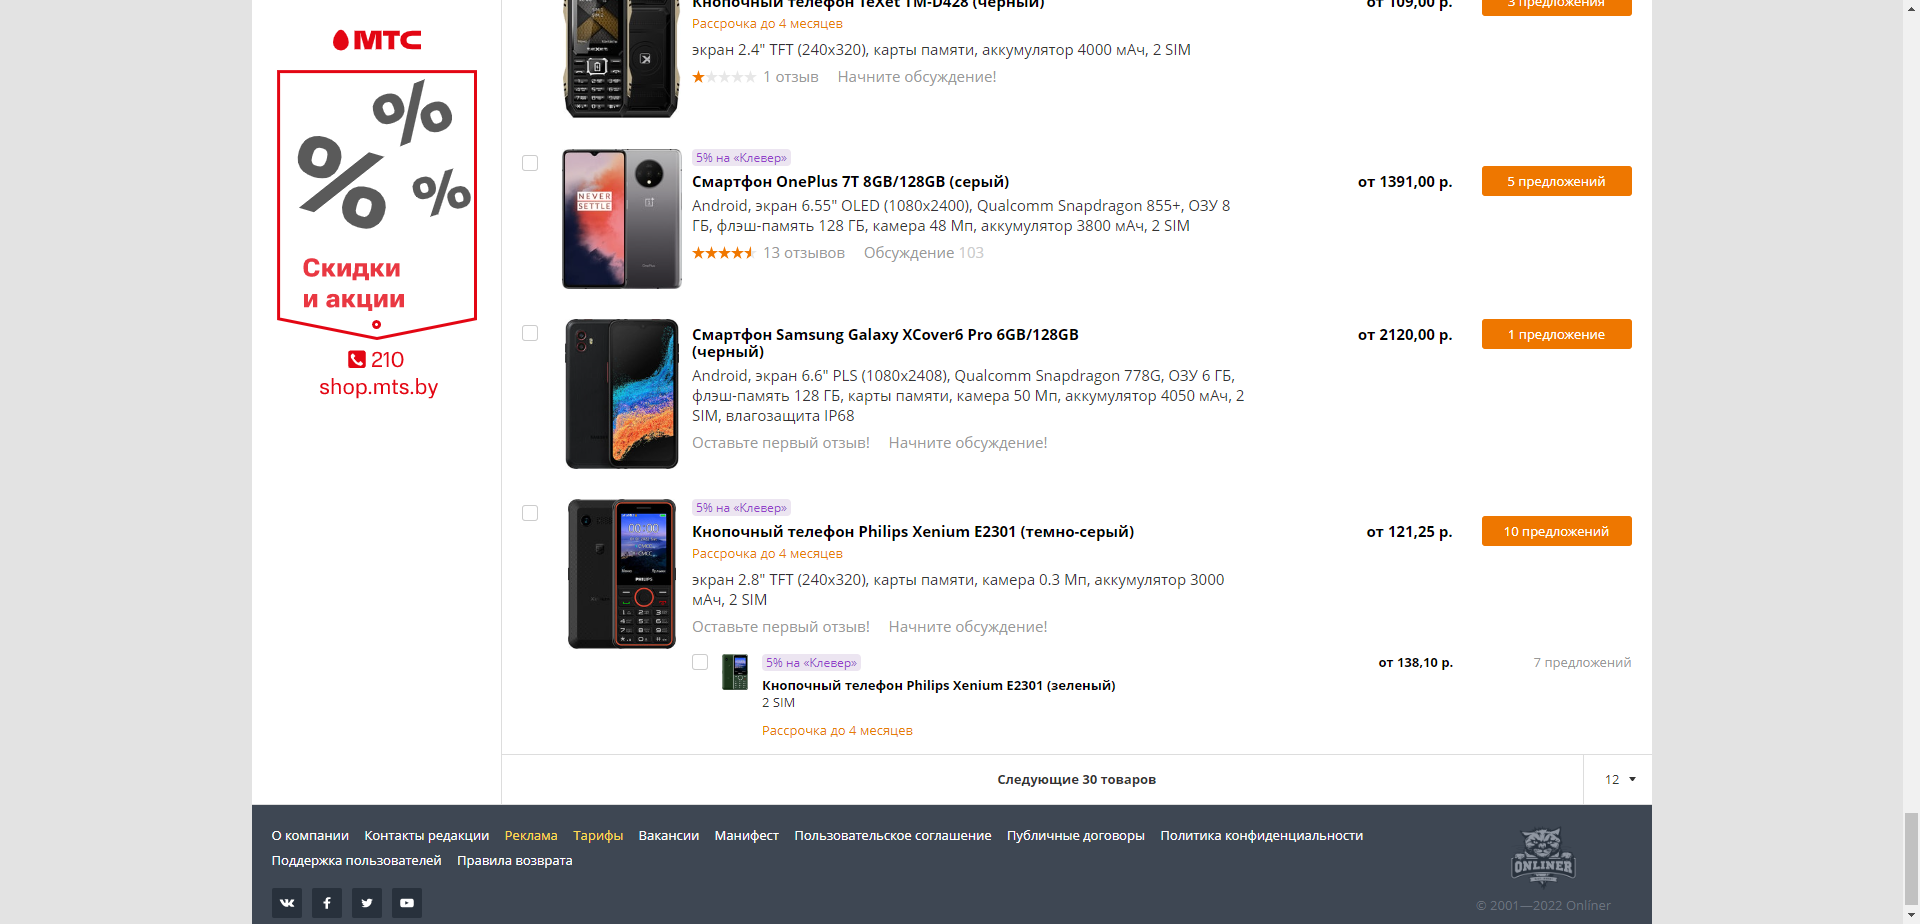 МТС
% % %
Скидки
и акции
210
shop.mts.by
Кнопочный телефон TeXet TM-D428 (черный)
от 109,00 р.
3 предложения
Рассрочка до 4 месяцев
экран 2.4" TFT (240x320), карты памяти, аккумулятор 4000 мАч, 2 SIM
1 отзыв Начните обсуждение!
5% на «Клевер»
Смартфон OnePlus 7T 8GB/128GB (серый)
от 1391,00 р.
5 предложений
Android, экран 6.55" OLED (1080x2400), Qualcomm Snapdragon 855+, ОЗУ 8
ГБ, флэш-память 128 ГБ, камера 48 Мп, аккумулятор 3800 мАч, 2 SIM
13 отзывов Обсуждение 103
NEVER
SETTLE
Смартфон Samsung Galaxy XCover6 Pro 6GB/128GB
(черный)
от 2120,00 р.
1 предложение
Android, экран 6.6" PLS (1080x2408), Qualcomm Snapdragon 778G, ОЗУ 6 ГБ,
флэш-память 128 ГБ, карты памяти, камера 50 Мп, аккумулятор 4050 мАч, 2
SIM, влагозащита IP68
Оставьте первый отзыв! Начните обсуждение!
5% на «Клевер»
Кнопочный телефон Philips Xenium E2301 (темно-серый)
от 121,25 р.
10 предложений
Рассрочка до 4 месяцев
экран 2.8" TFT (240x320), карты памяти, камера 0.3 Мп, аккумулятор 3000
мАч, 2 SIM
Оставьте первый отзыв! Начните обсуждение!
PHILIPS
5% на «Клевер»
от 138,10 р.
7 предложений
Кнопочный телефон Philips Xenium E2301 (зеленый)
2 SIM
Рассрочка до 4 месяцев
Следующие 30 товаров
12
О компании Контакты редакции Реклама Тарифы Вакансии Манифест Пользовательское соглашение Публичные договоры Политика конфиденциальности
Поддержка пользователей Правила возврата
ONLINER
© 2001—2022 Onlíner